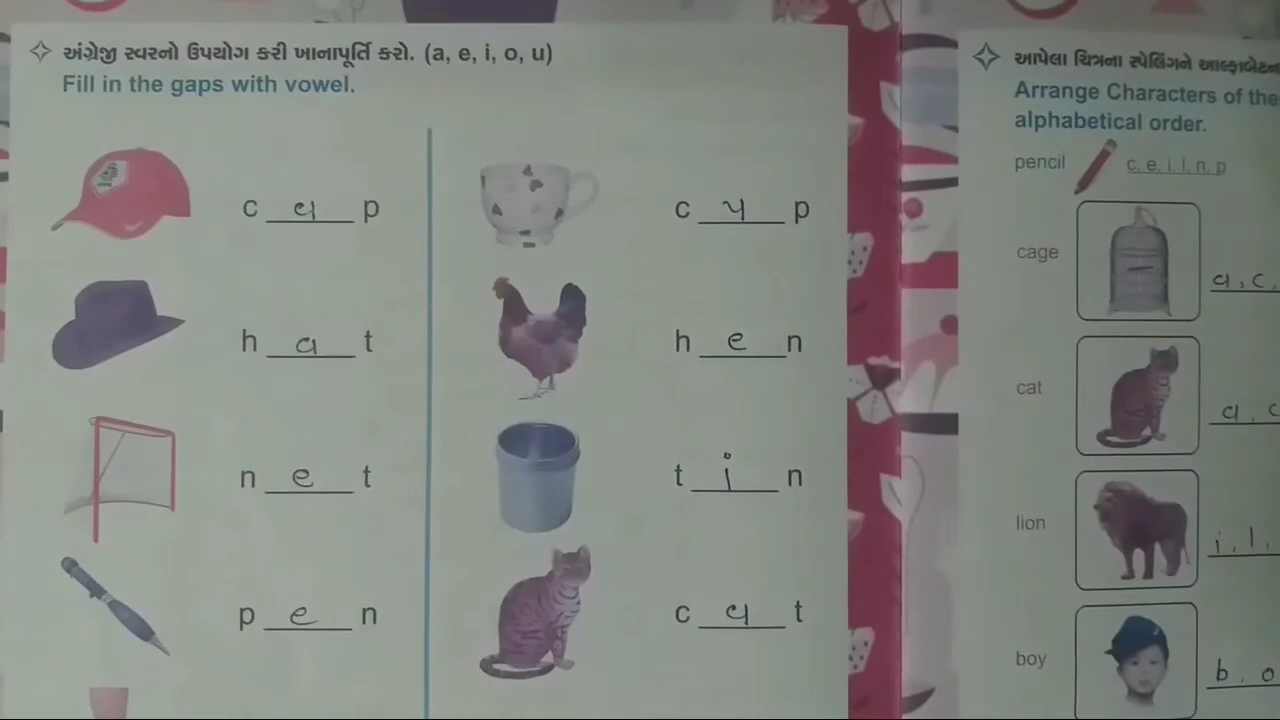 અંગ્રેજી સ્વરનો ઉપયોગ કરી ખાનાપૂર્તિ કરો. (a, e, i, o, u)
Fill in the gaps with vowel.
c a p
c u p
h a t
h e n
n e t
t i n
p e n
c a t
આપેલા ચિત્રના સ્પેલિંગને
Arrange Characters of the
alphabetical order.
pencil c, e, i, l, n, p
cage a, c,
cat a, c
lion i, l,
boy b, o